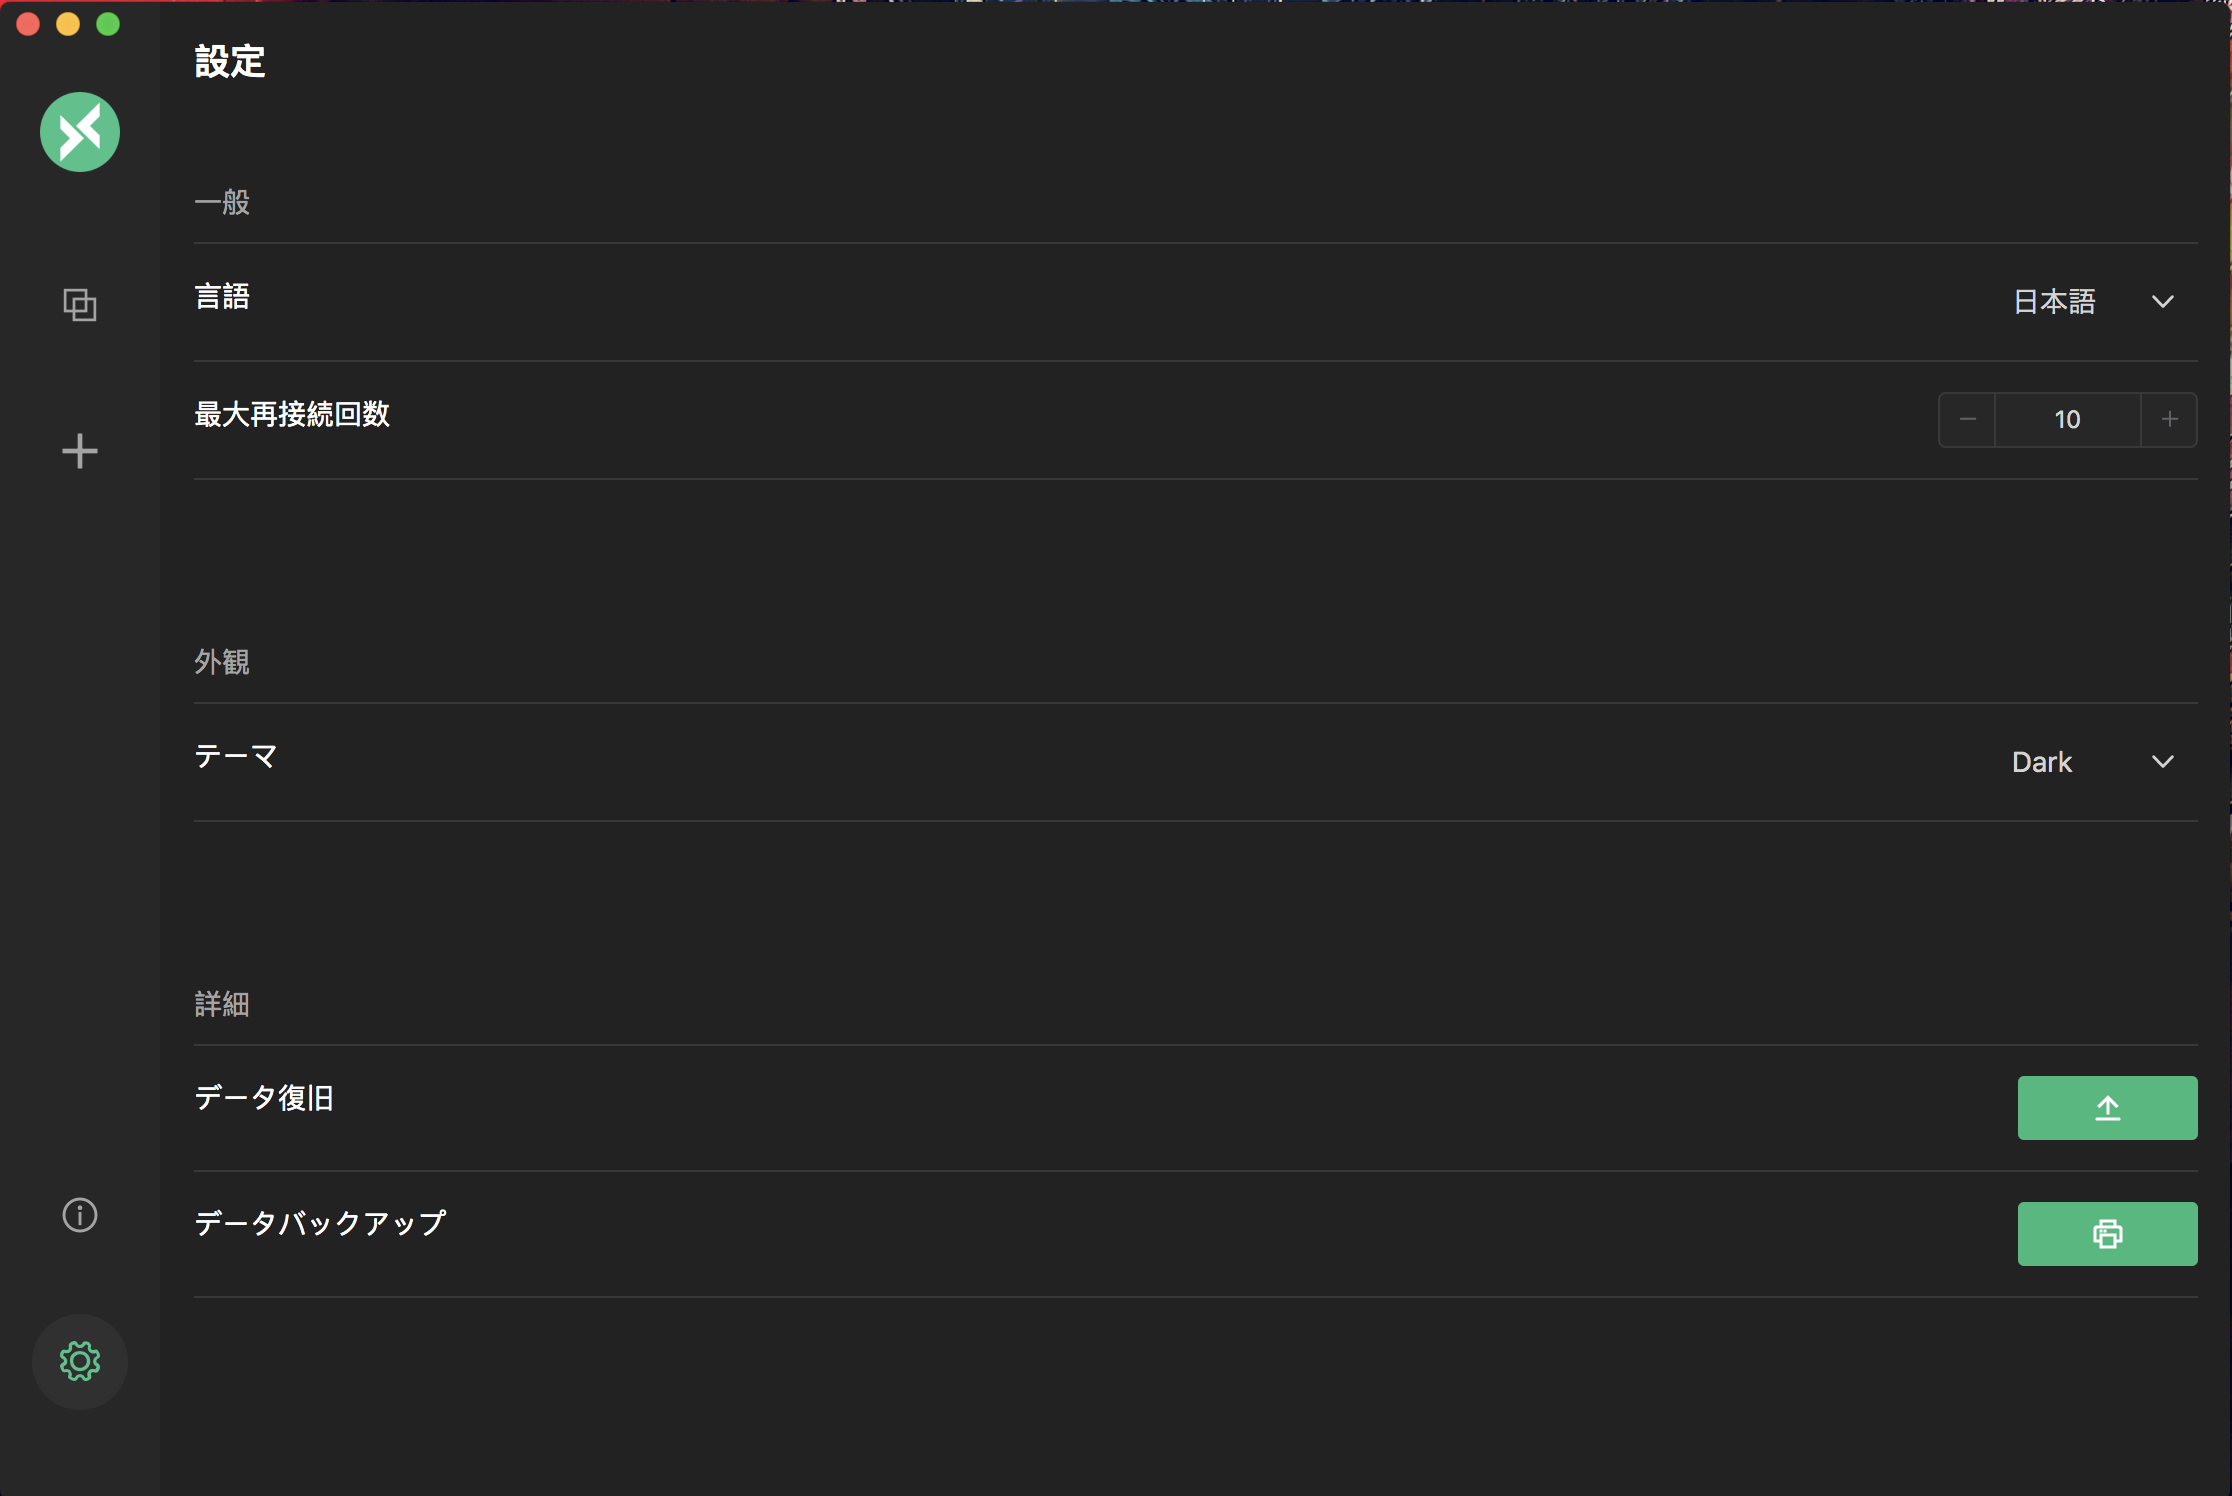 設定
一般
言語
日本語
最大再接続回数
10
外観
テーマ
Dark
詳細
データ復旧
データバックアップ